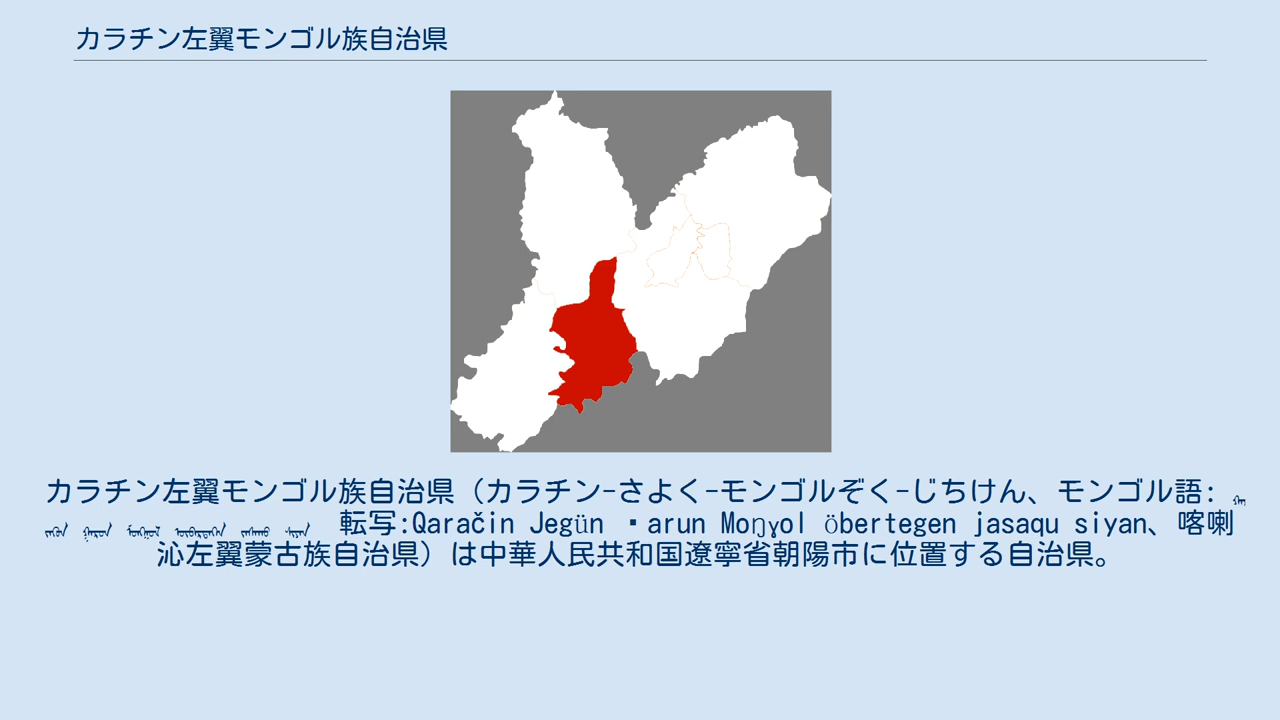 カラチン左翼モンゴル族自治県
カラチン左翼モンゴル族自治県（カラチン-さよく-モンゴルぞく-じちけん、モンゴル語:
転写:Qaračin Jegün arun Moŋɣol öbertegen jasaqu siyan、喀喇
沁左翼蒙古族自治県）は中華人民共和国遼寧省朝陽市に位置する自治県。